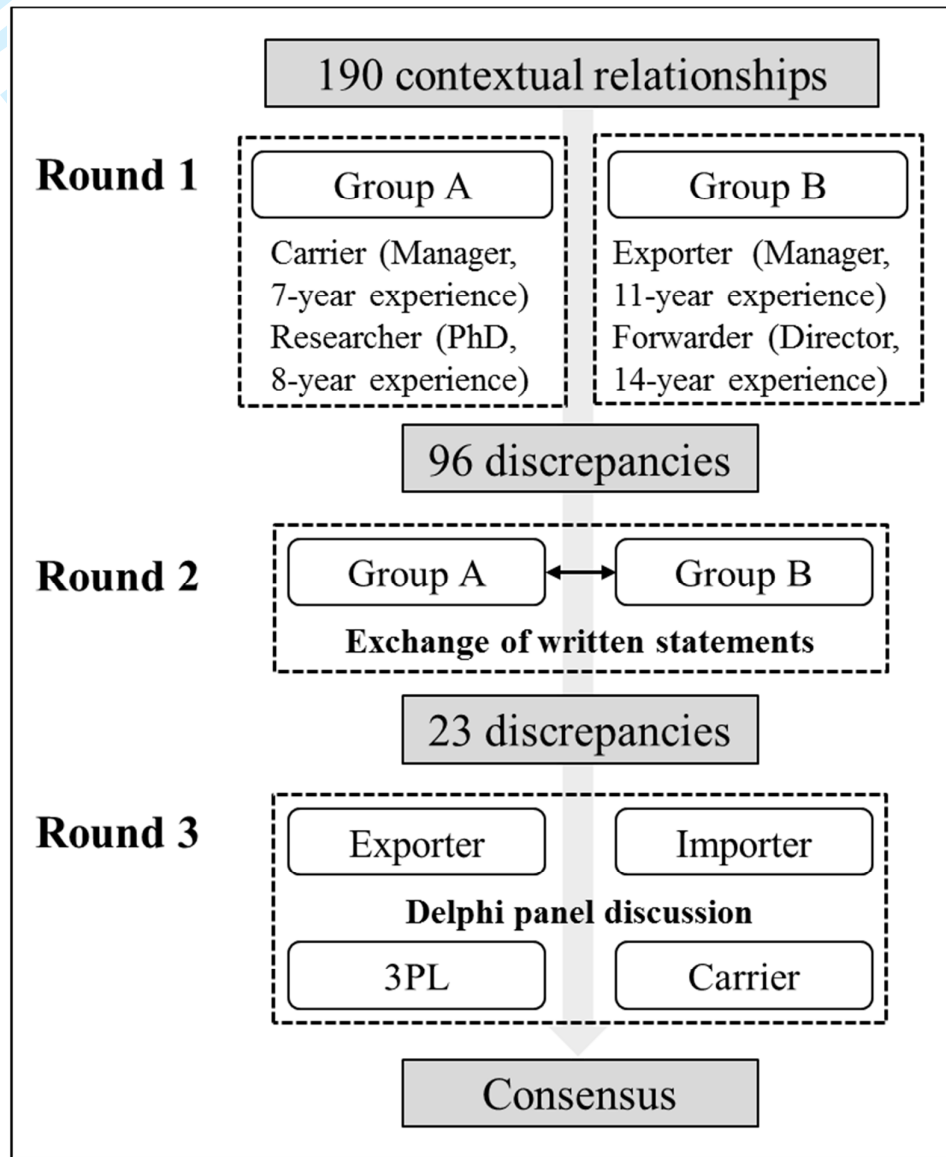 190 contextual relationships
Round 1
Group A
Carrier (Manager,
7-year experience)
Researcher (PhD,
8-year experience)
Group B
Exporter (Manager,
11-year experience)
Forwarder (Director,
14-year experience)
96 discrepancies
Round 2
Group A
Group B
Exchange of written statements
23 discrepancies
Round 3
Exporter
Importer
Delphi panel discussion
3PL
Carrier
Consensus